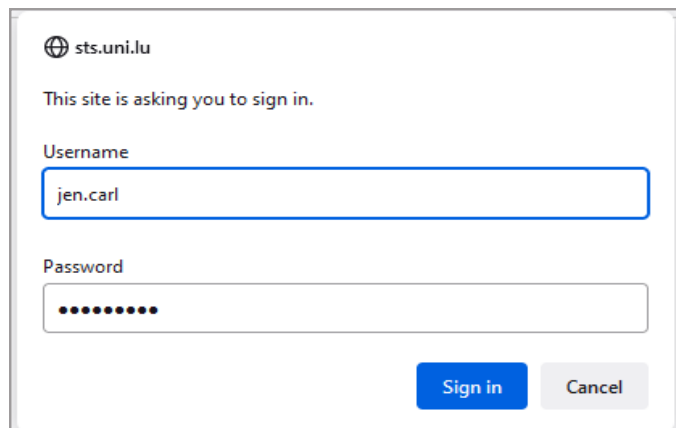 sts.uni.lu
This site is asking you to sign in.
Username
jen.carl
Password
•••••••••
Sign in Cancel